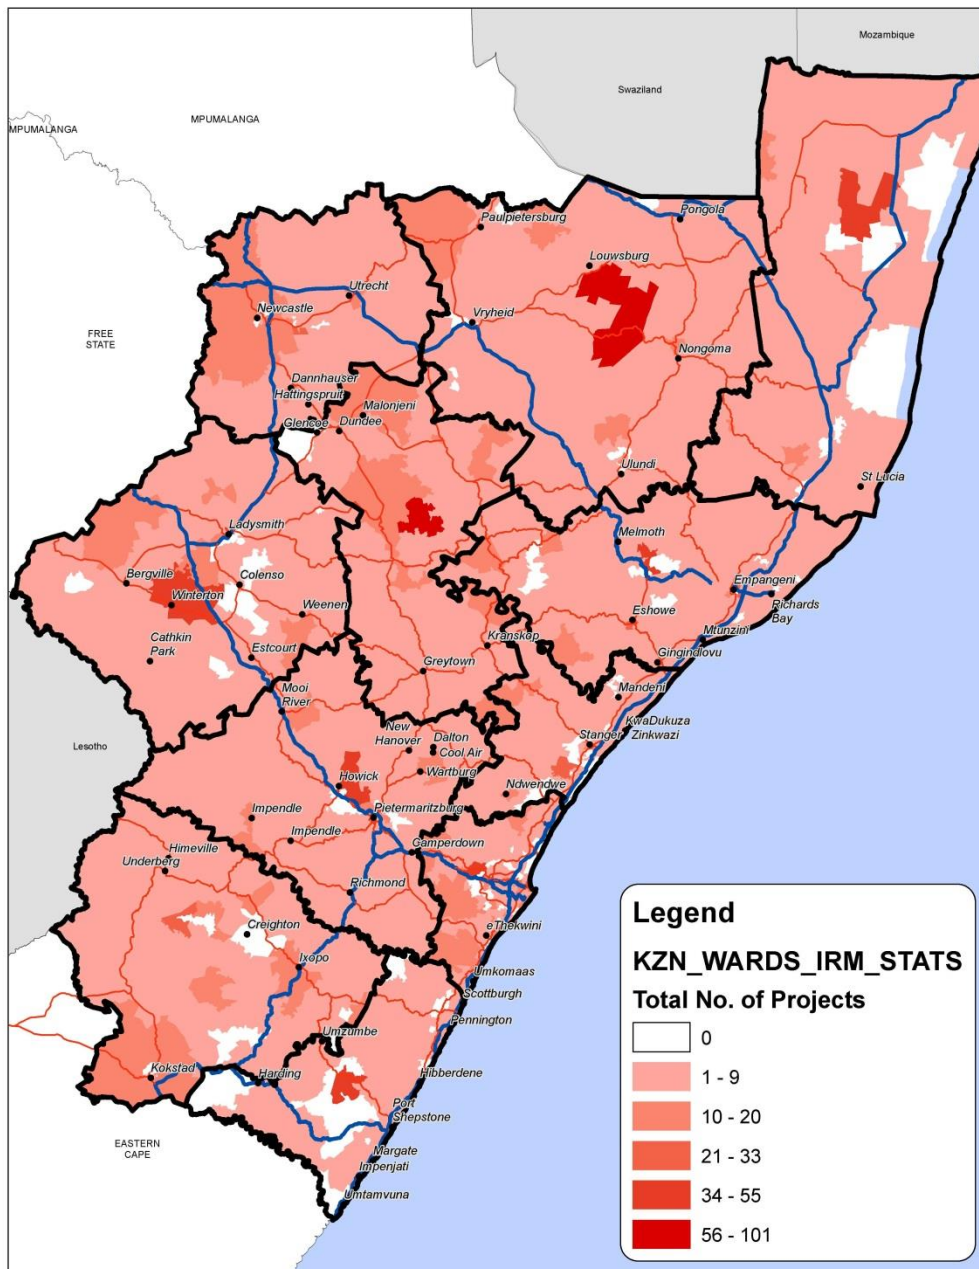 Mozambique
Swaziland
MPUMALANGA
MPUMALANGA
Paulpietersburg
Pongola
Louwsburg
Utrecht
Newcastle
Vryheid
FREE
STATE
Nongoma
Dannhauser
Hattingspruit
Malonjeni
Glencoe
Dundee
Ulundi
St Lucia
Ladysmith
Melmoth
Bergville
Colenso
Empangeni
Winterton
Richards
Bay
Weenen
Eshowe
Kranskop
Mtunzini
Cathkin
Park
Estcourt
Gingindlovu
Greytown
Mooi
River
Mandeni
New
Hanover
Dalton
KwaDukuza
Zinkwazi
Stanger
Lesotho
Cool Air
Wartburg
Howick
Ndwendwe
Impendle
Pietermaritzburg
Impendle
Himeville
Camperdown
Underberg
Richmond
Creighton
eThekwini
Ixopo
Umkomaas
Scottburgh
Pennington
Umzumbe
Kokstad
Harding
Hibberdene
Port
Shepstone
EASTERN
CAPE
Margate
Impenjati
Umtamvuna
Legend
KZN_WARDS_IRM_STATS
Total No. of Projects
0
1 - 9
10 - 20
21 - 33
34 - 55
56 - 101